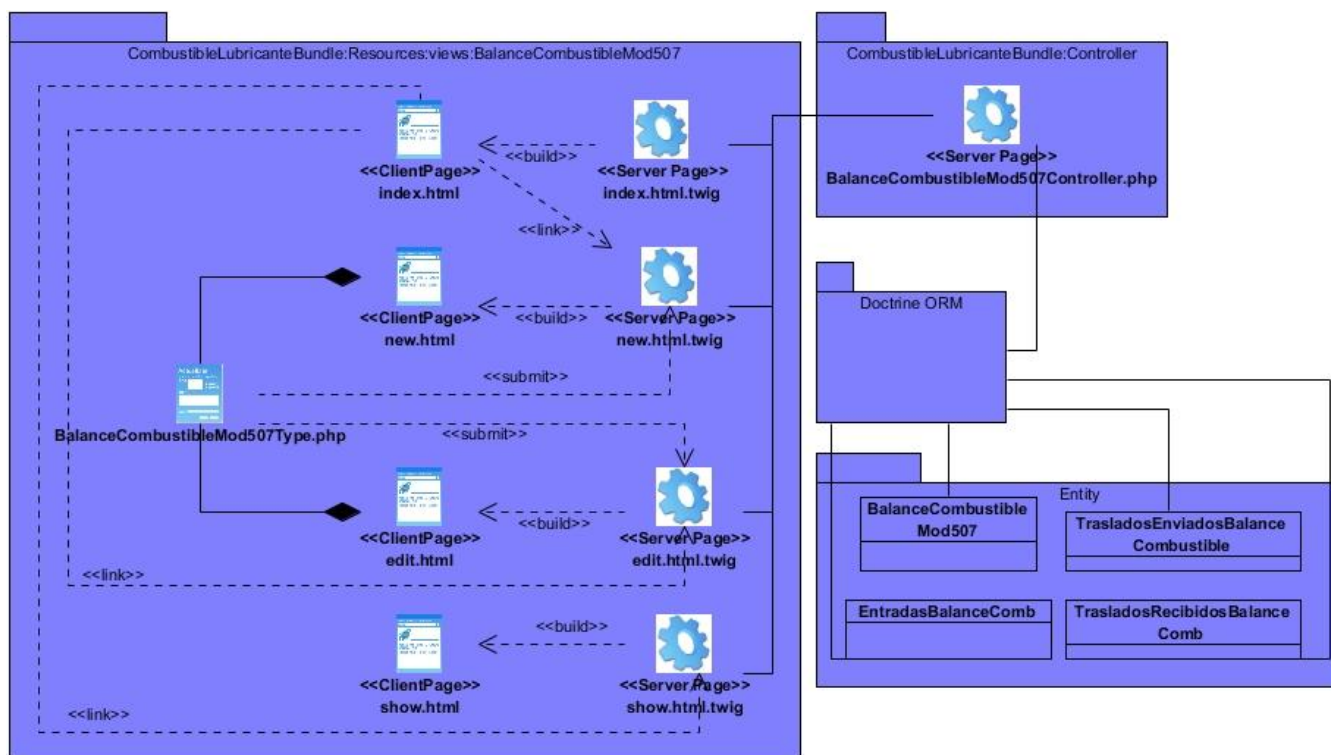 CombustibleLubricanteBundle:Resources:views:BalanceCombustibleMod507
<<ClientPage>>
index.html
<<build>>
<<Server Page>>
index.html.twig
<<link>>
<<ClientPage>>
new.html
<<build>>
<<Server Page>>
new.html.twig
<<submit>>
BalanceCombustibleMod507Type.php
<<submit>>
<<ClientPage>>
edit.html
<<build>>
<<Server Page>>
edit.html.twig
<<link>>
<<build>>
<<ClientPage>>
show.html
<<Server Page>>
show.html.twig
<<link>>
CombustibleLubricanteBundle:Controller
<<Server Page>>
BalanceCombustibleMod507Controller.php
Doctrine ORM
Entity
BalanceCombustible
Mod507
TrasladosEnviadosBalance
Combustible
EntradasBalanceComb
TrasladosRecibidosBalance
Comb